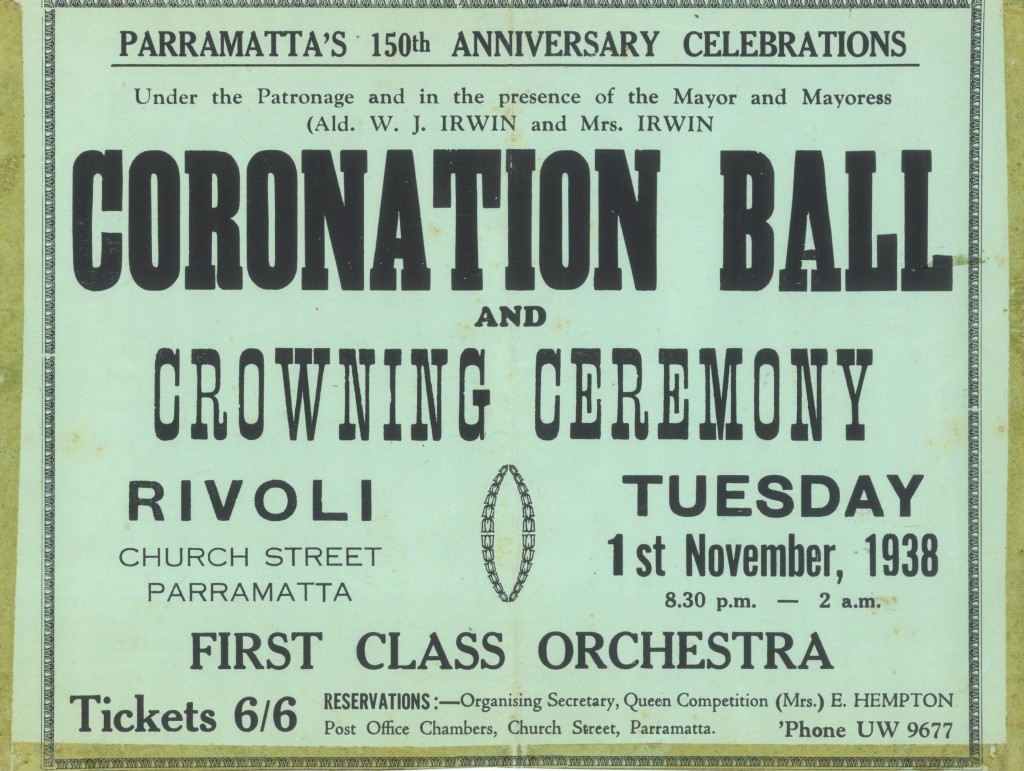 PARRAMATTA'S 150th ANNIVERSARY CELEBRATIONS
Under the Patronage and in the presence of the Mayor and Mayoress
(Ald. W. J. IRWIN and Mrs. IRWIN
CORONATION BALL
AND
CROWNING CEREMONY
RIVOLI
CHURCH STREET
PARRAMATTA
TUESDAY
1st November, 1938
8.30 p.m. — 2 a.m.
FIRST CLASS ORCHESTRA
Tickets 6/6
RESERVATIONS:—Organising Secretary, Queen Competition (Mrs.) E. HEMPTON
Post Office Chambers, Church Street, Parramatta. 'Phone UW 9677